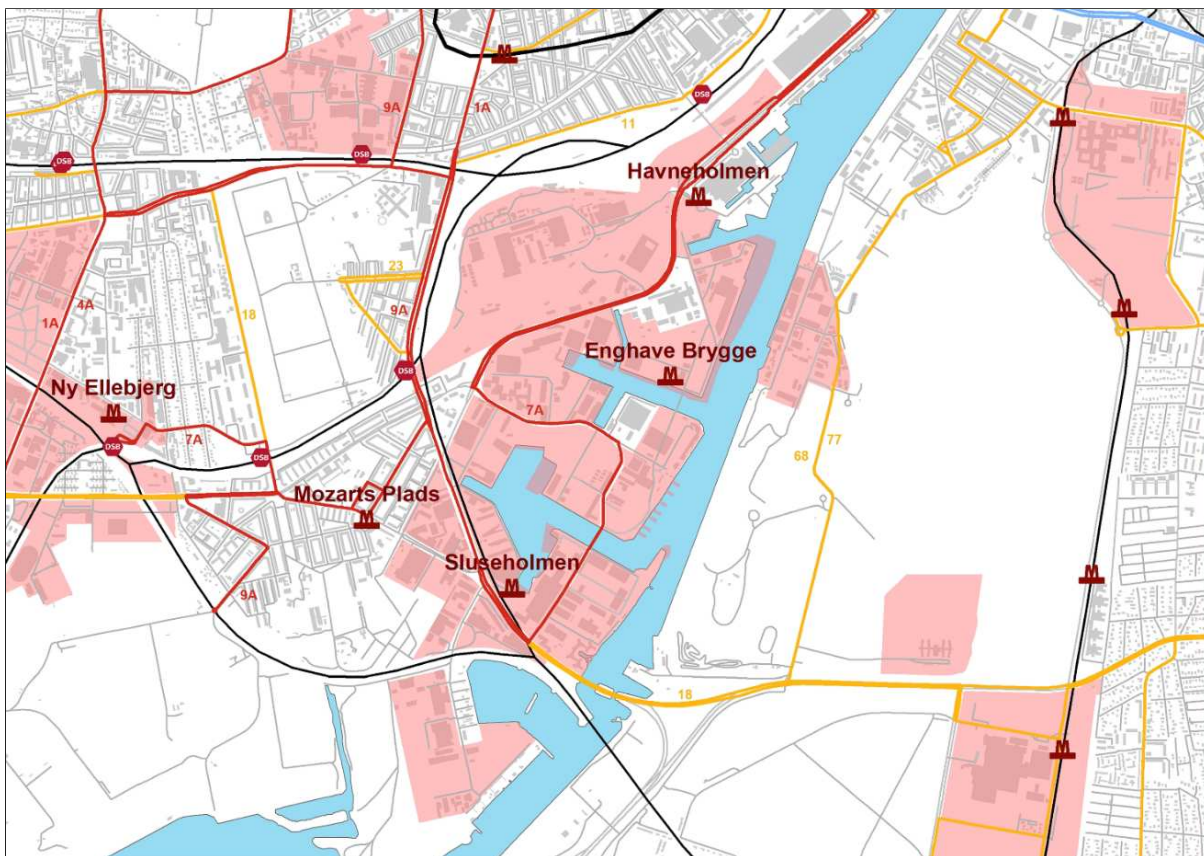 M
9A
1A
DSB
11
DSB
DSB
M
Havneholmen
M
23
4A
18
9A
1A
M
Enghave Brygge
M
DSB
Ny Ellebjerg
M
7A
7A
77
68
DSB
DSB
Mozarts Plads
M
Sluseholmen
M
M
9A
18
M